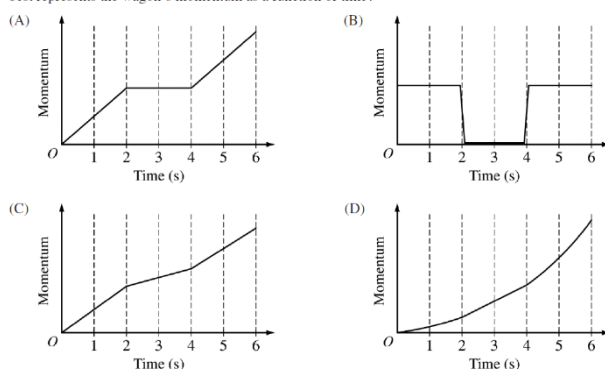 best represents the wagon's momentum as a function of time?
(A)
Momentum
O
1 2 3 4 5 6
Time (s)
(B)
Momentum
O
1 2 3 4 5 6
Time (s)
(C)
Momentum
O
1 2 3 4 5 6
Time (s)
(D)
Momentum
O
1 2 3 4 5 6
Time (s)